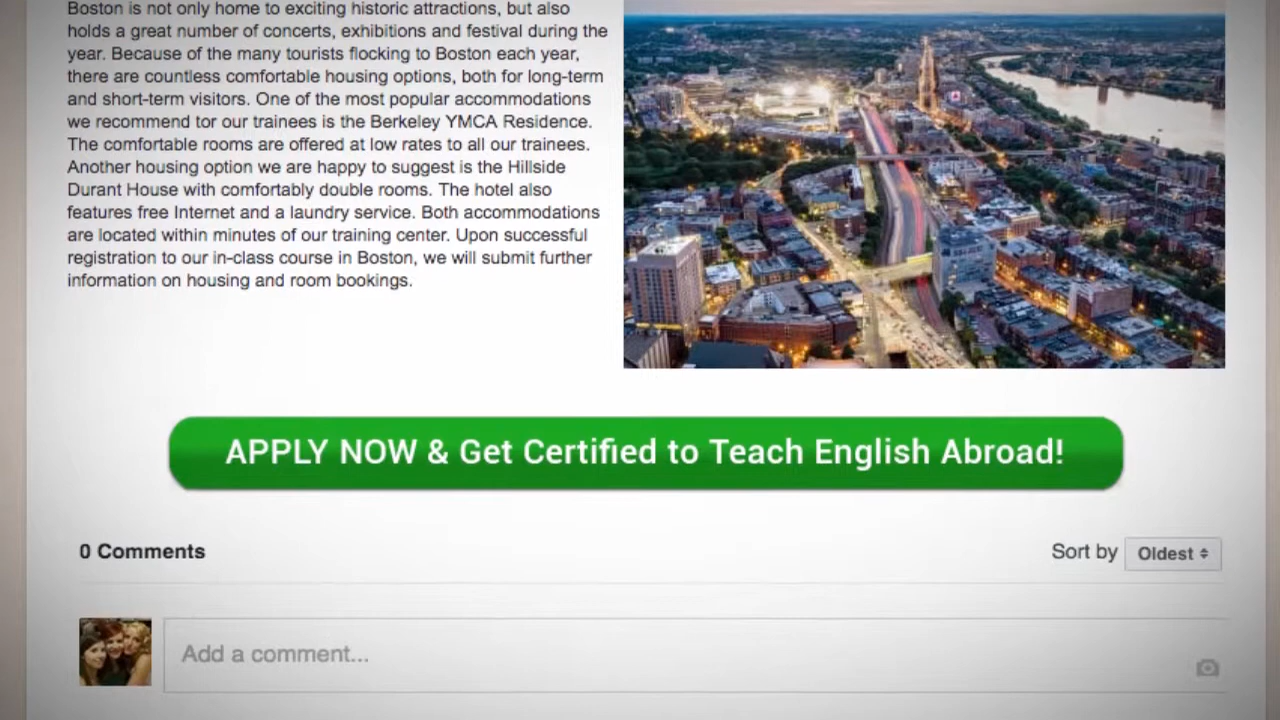 Boston is not only home to exciting historic attractions, but also
holds a great number of concerts, exhibitions and festival during the
year. Because of the many tourists flocking to Boston each year,
there are countless comfortable housing options, both for long-term
and short-term visitors. One of the most popular accommodations
we recommend tor our trainees is the Berkeley YMCA Residence.
The comfortable rooms are offered at low rates to all our trainees.
Another housing option we are happy to suggest is the Hillside
Durant House with comfortably double rooms. The hotel also
features free Internet and a laundry service. Both accommodations
are located within minutes of our training center. Upon successful
registration to our in-class course in Boston, we will submit further
information on housing and room bookings.
APPLY NOW & Get Certified to Teach English Abroad!
0 Comments
Sort by Oldest
Add a comment...